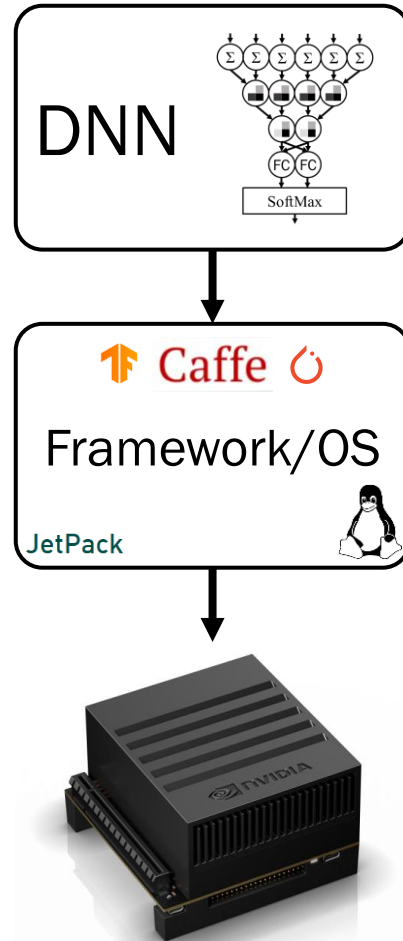 Σ Σ Σ Σ Σ Σ
DNN
FC FC
SoftMax
Caffe
Framework/OS
JetPack
NVIDIA